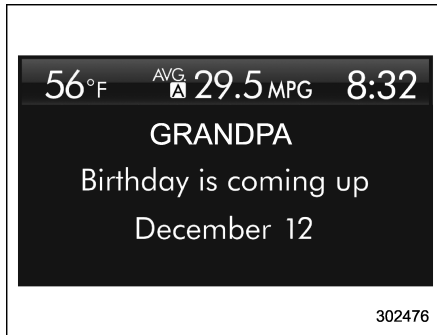 56°F AVG. A 29.5 MPG 8:32
GRANDPA
Birthday is coming up
December 12
302476